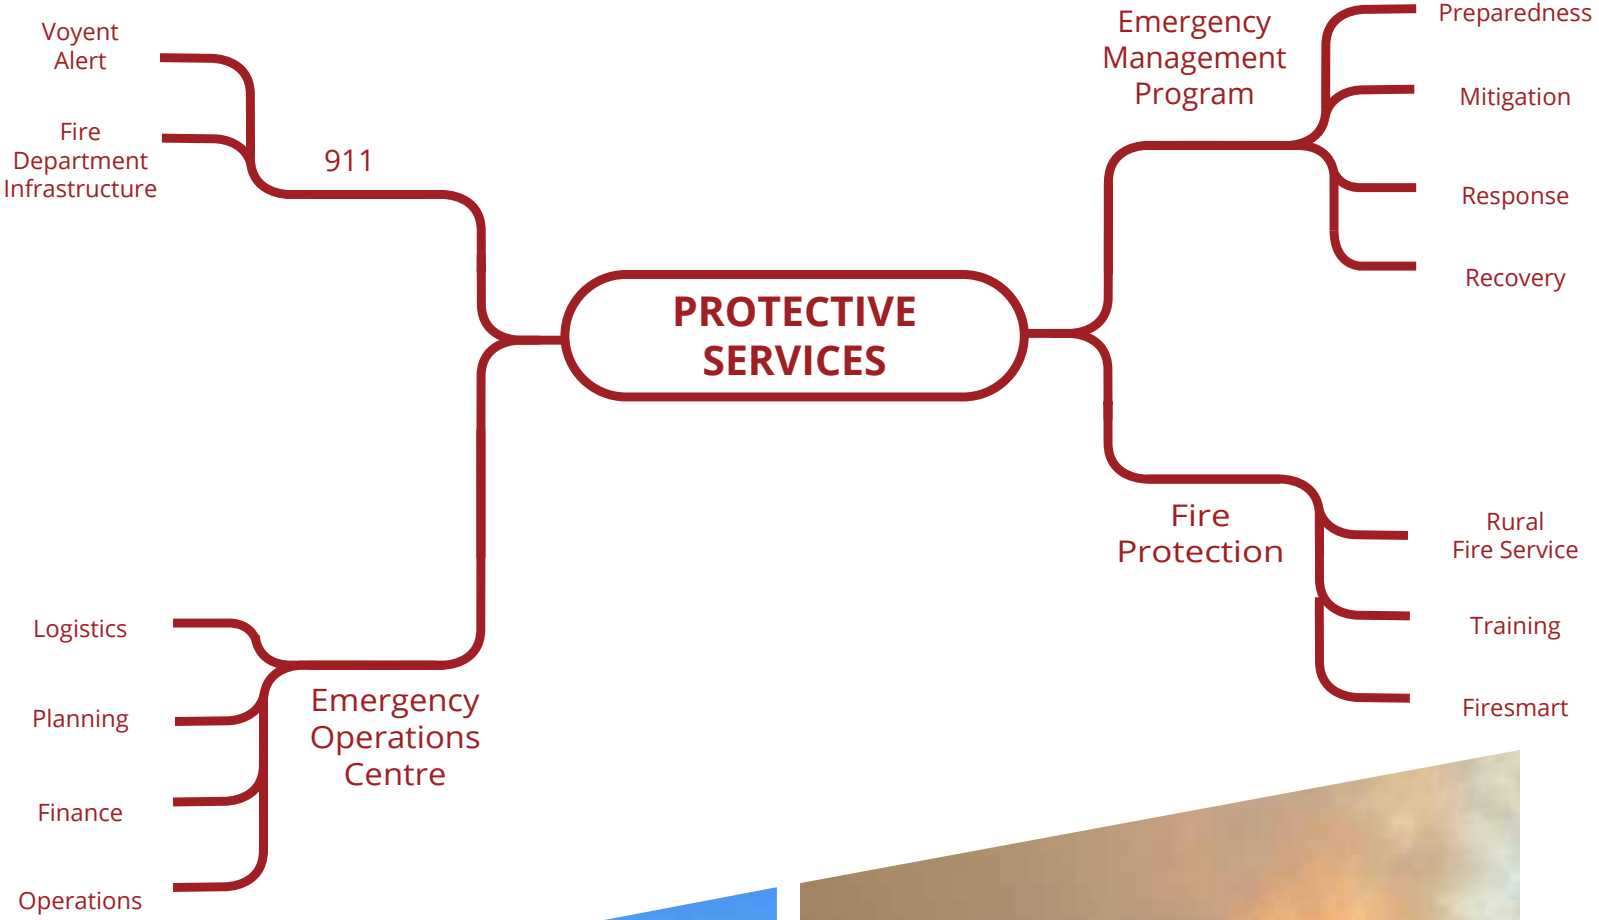 Voyent
Alert
Fire
Department
Infrastructure
911
Emergency
Management
Program
Preparedness
Mitigation
Response
Recovery
PROTECTIVE
SERVICES
Fire
Protection
Rural
Fire Service
Training
Firesmart
Logistics
Planning
Finance
Operations
Emergency
Operations
Centre